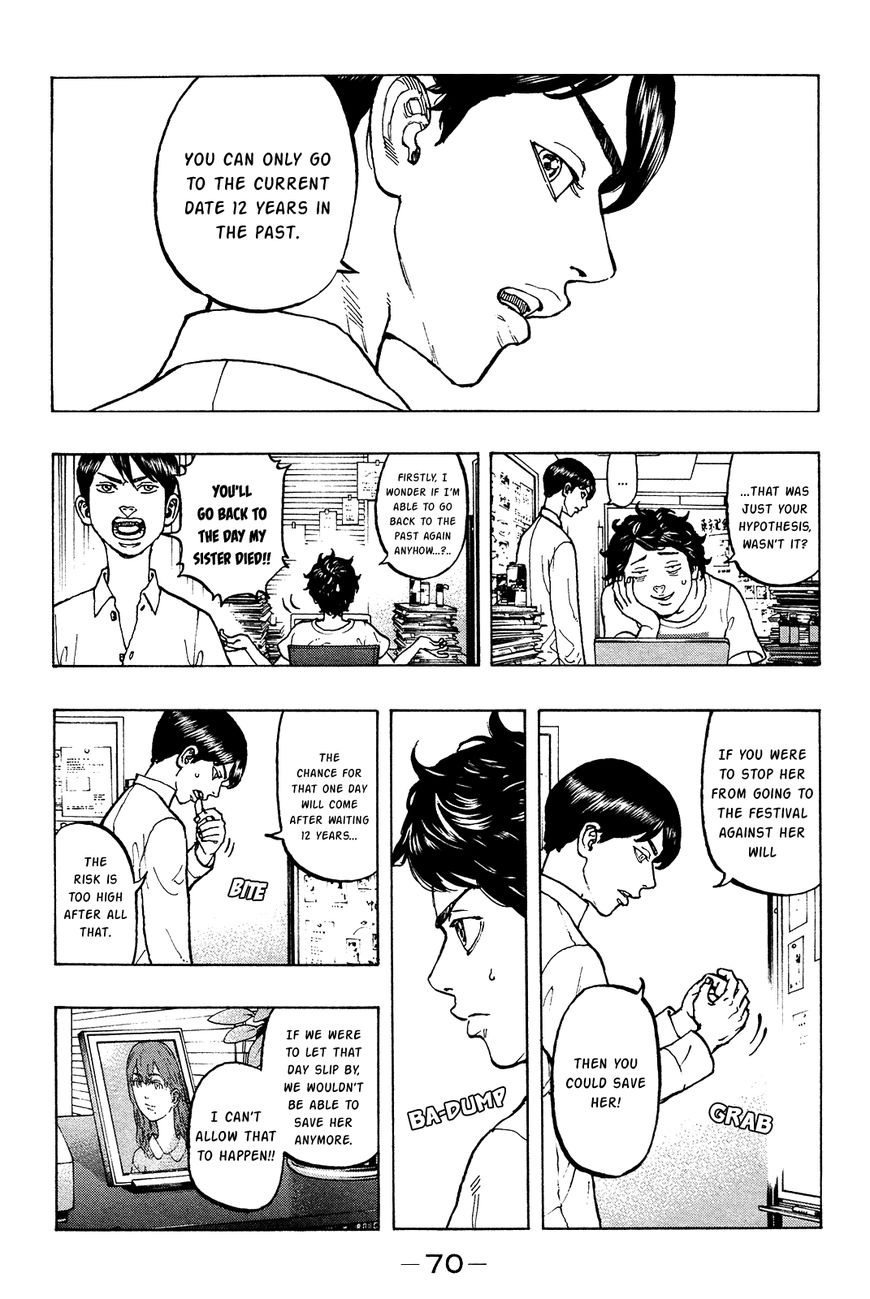 YOU CAN ONLY GO
TO THE CURRENT
DATE 12 YEARS IN
THE PAST.
...THAT WAS
JUST YOUR
HYPOTHESIS,
WASN'T IT?
...
FIRSTLY, I
WONDER IF I'M
ABLE TO GO
BACK TO THE
PAST AGAIN
ANYHOW...?..
YOU'LL
GO BACK TO
THE DAY MY
SISTER DIED!!
IF YOU WERE
TO STOP HER
FROM GOING TO
THE FESTIVAL
AGAINST HER
WILL
THEN YOU
COULD SAVE
HER!
GRAB
BA-DUMP
THE
CHANCE FOR
THAT ONE DAY
WILL COME
AFTER WAITING
12 YEARS...
BITE
THE
RISK IS
TOO HIGH
AFTER ALL
THAT.
IF WE WERE
TO LET THAT
DAY SLIP BY,
WE WOULDN'T
BE ABLE TO
SAVE HER
ANYMORE.
I CAN'T
ALLOW THAT
TO HAPPEN!!
—70—